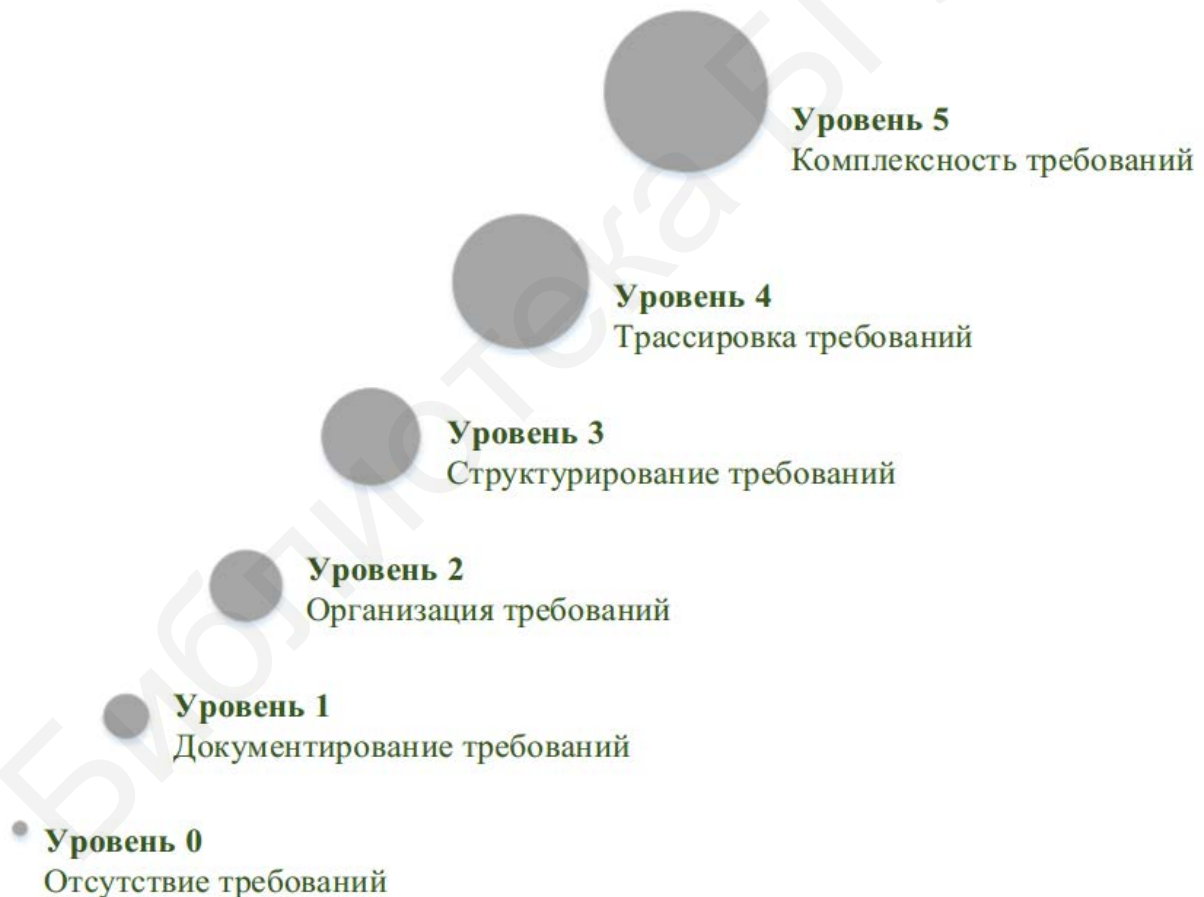 Уровень 5
Комплексность требований
Уровень 4
Трассировка требований
Уровень 3
Структурирование требований
Уровень 2
Организация требований
Уровень 1
Документирование требований
Уровень 0
Отсутствие требований
Библиотека